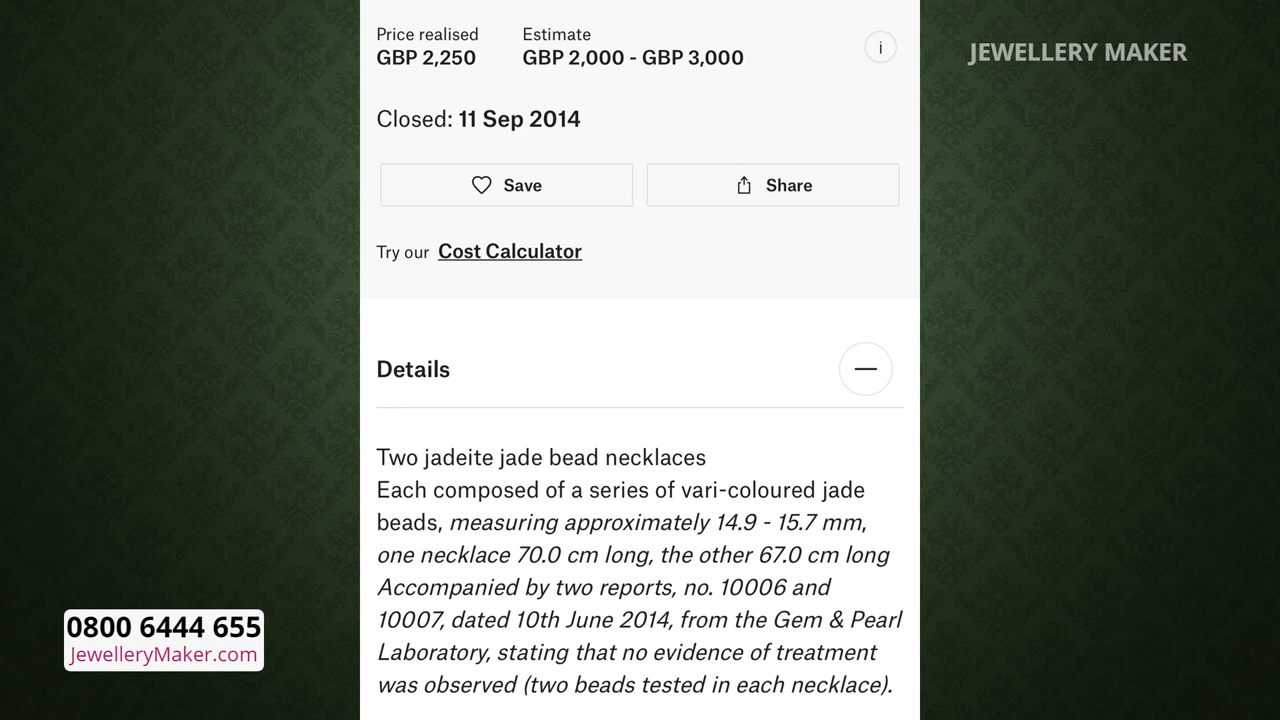 Price realised
GBP 2,250
Estimate
GBP 2,000 - GBP 3,000
i
JEWELLERY MAKER
Closed: 11 Sep 2014
Save
Share
Try our Cost Calculator
Details
Two jadeite jade bead necklaces
Each composed of a series of vari-coloured jade
beads, measuring approximately 14.9 - 15.7 mm,
one necklace 70.0 cm long, the other 67.0 cm long
Accompanied by two reports, no. 10006 and
10007, dated 10th June 2014, from the Gem & Pearl
Laboratory, stating that no evidence of treatment
was observed (two beads tested in each necklace).
0800 6444 655
JewelleryMaker.com